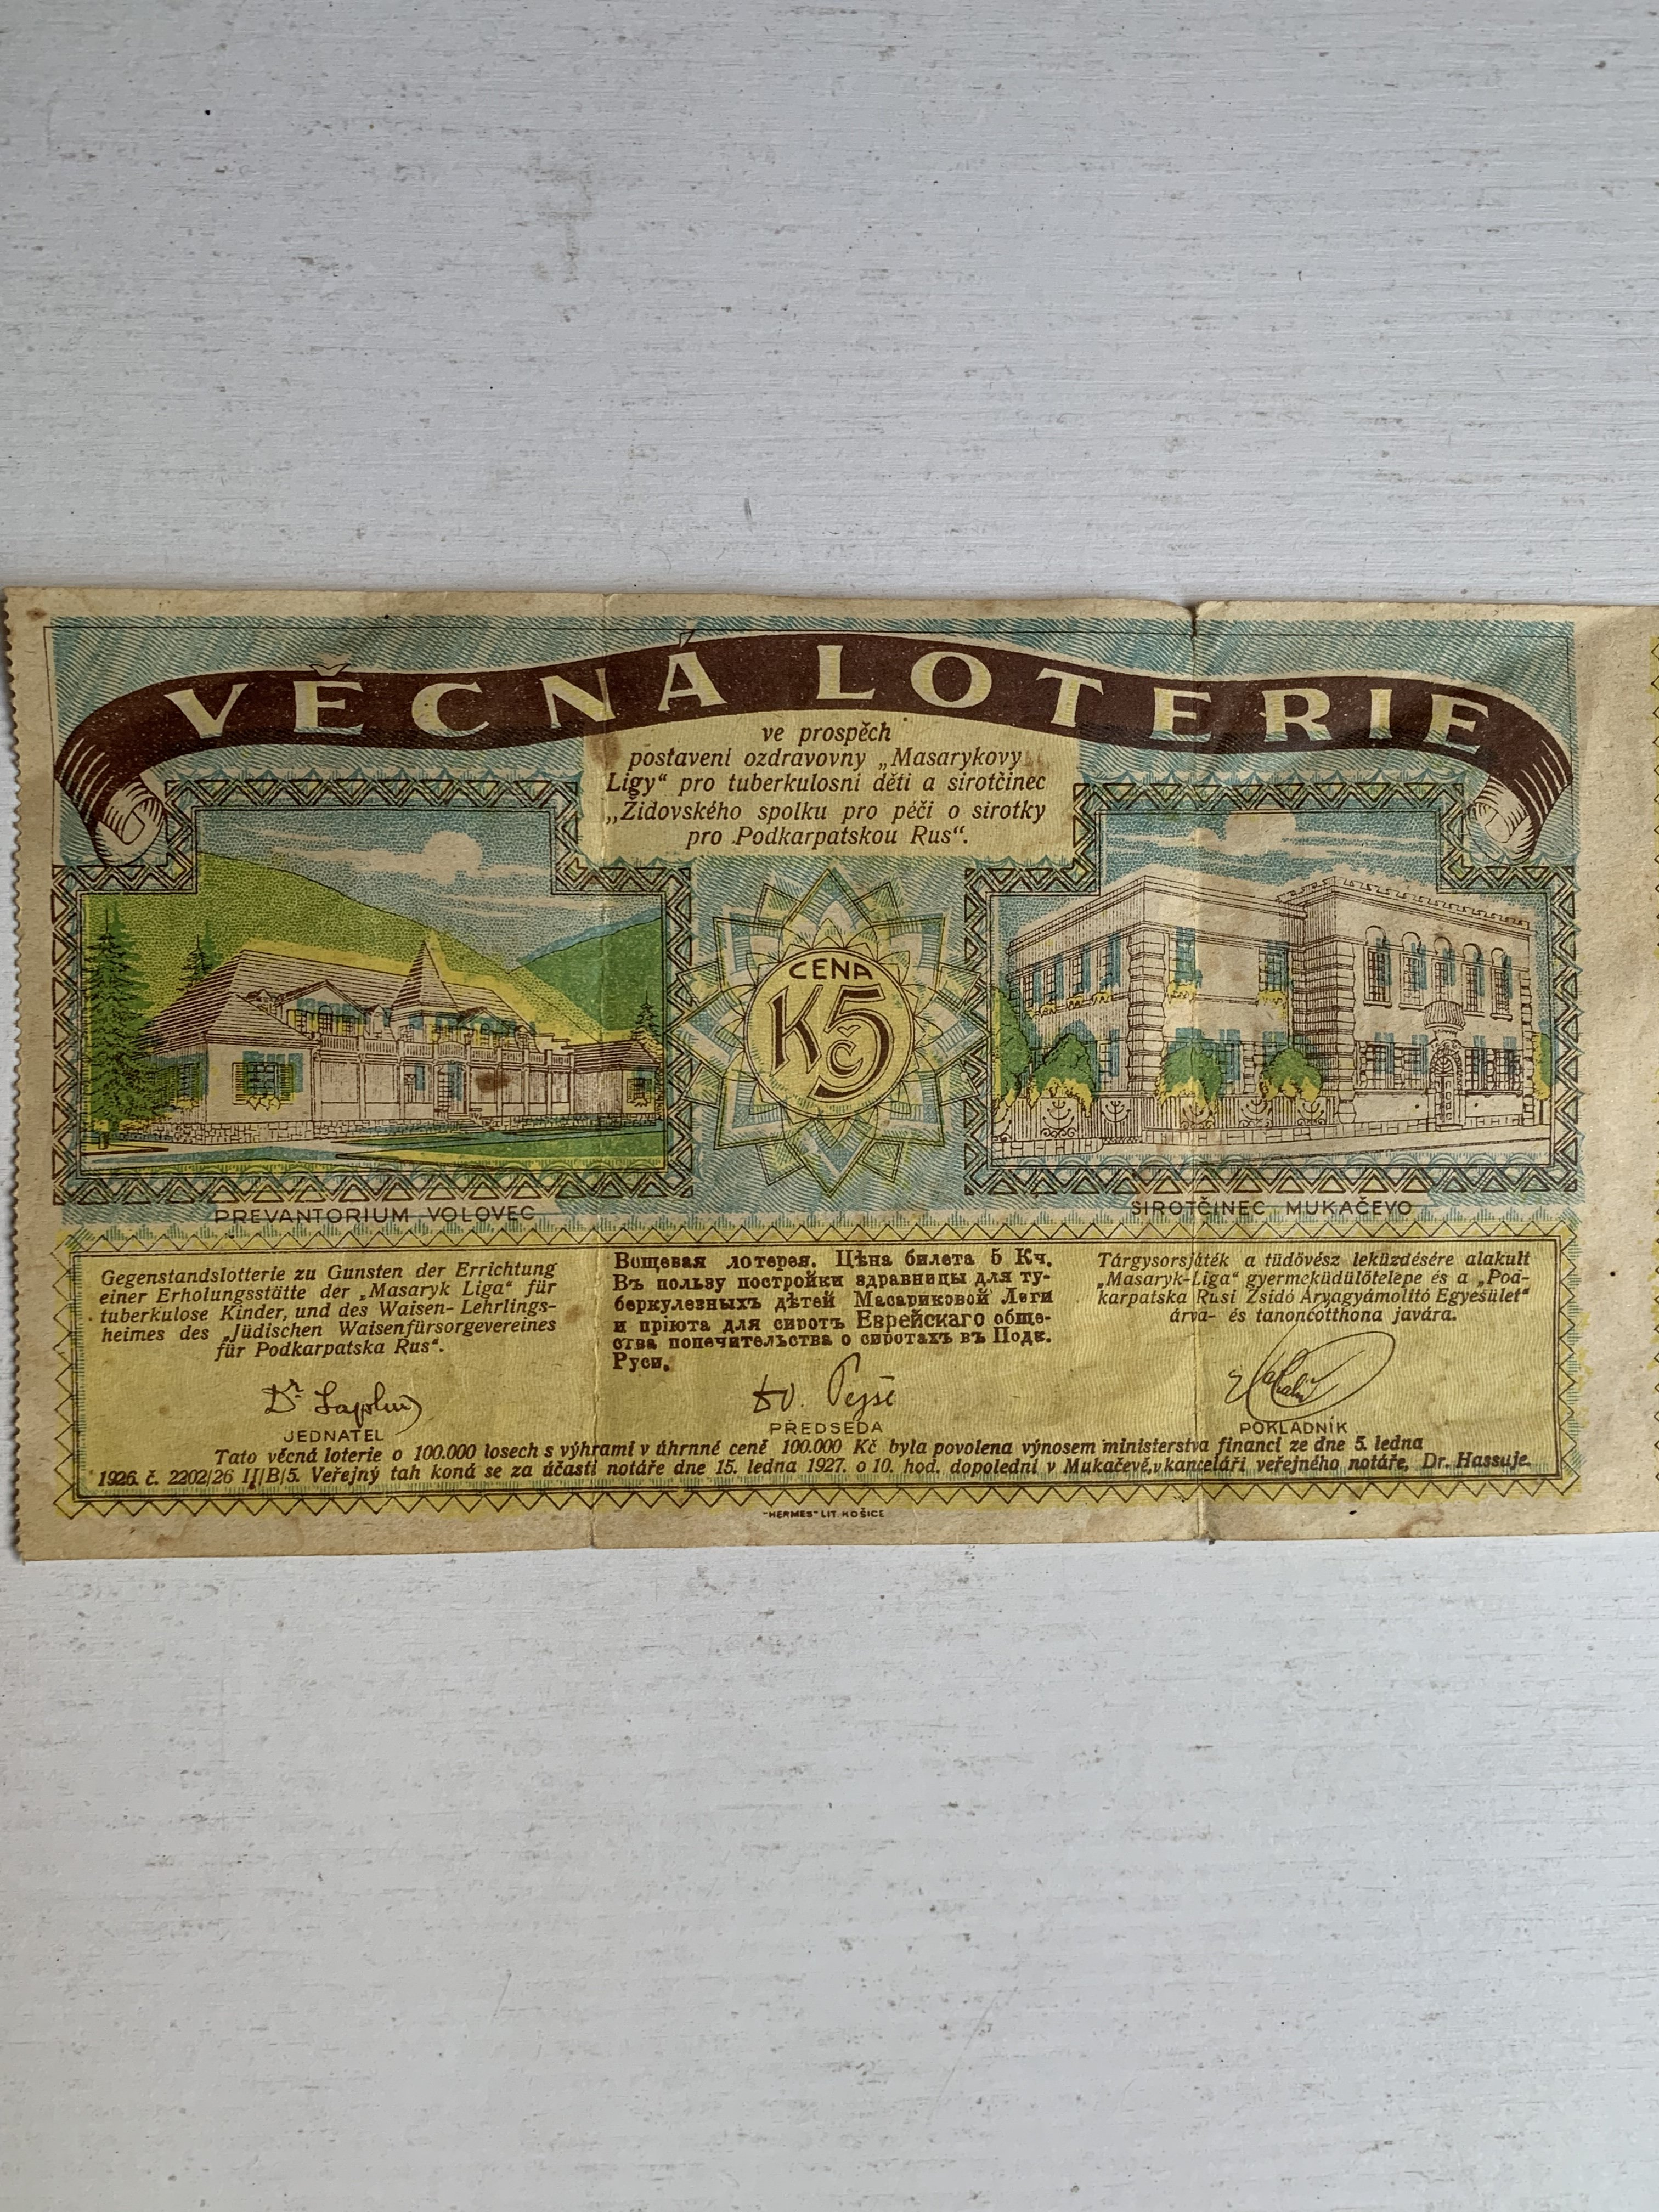 VĚCNÁ LOTERIE
ve prospěch
postavení ozdravovny „Masarykovy
Ligy“ pro tuberkulosní děti a sirotčinec
„Židovského spolku pro péči o sirotky
pro Podkarpatskou Rus“.
CENA
Kč 5
PREVANTORIUM VOLOVEC
SIROTČINEC MUKAČEVO
Gegenstandslotterie zu Gunsten der Errichtung
einer Erholungsstätte der „Masaryk Liga“ für
tuberkulose Kinder, und des Waisen- Lehrlings-
heimes des „Jüdischen Waisenfürsorgevereines
für Podkarpatska Rus“.
Вощевая лотерея. Цѣна билета 5 Кч.
Въ пользу постройки здравницы для ту-
беркулезныхъ дѣтей Масариковой Леги
и пріюта для сиротъ Еврейскаго обще-
ства попечительства о сиротахъ въ Подк.
Руси.
Tárgysorsjáték a tüdővész leküzdésére alakult
„Masaryk-Liga“ gyermeküdülőtelepe és a „Pod-
karpatska Rusi Zsidó Árvagyámolító Egyesület“
árva- és tanoncotthona javára.
JEDNATEL
PŘEDSEDA
POKLADNÍK
Tato věcná loterie o 100.000 losech s výhrami v úhrnné ceně 100.000 Kč byla povolena výnosem ministerstva financí ze dne 5. ledna
1926. č. 2202/26 II/B/5. Veřejný tah koná se za účasti notáře dne 15. ledna 1927. o 10. hod. dopolední v Mukačevě, v kanceláři veřejného notáře, Dr. Hassuje.
"HERMES" LIT. KOŠICE